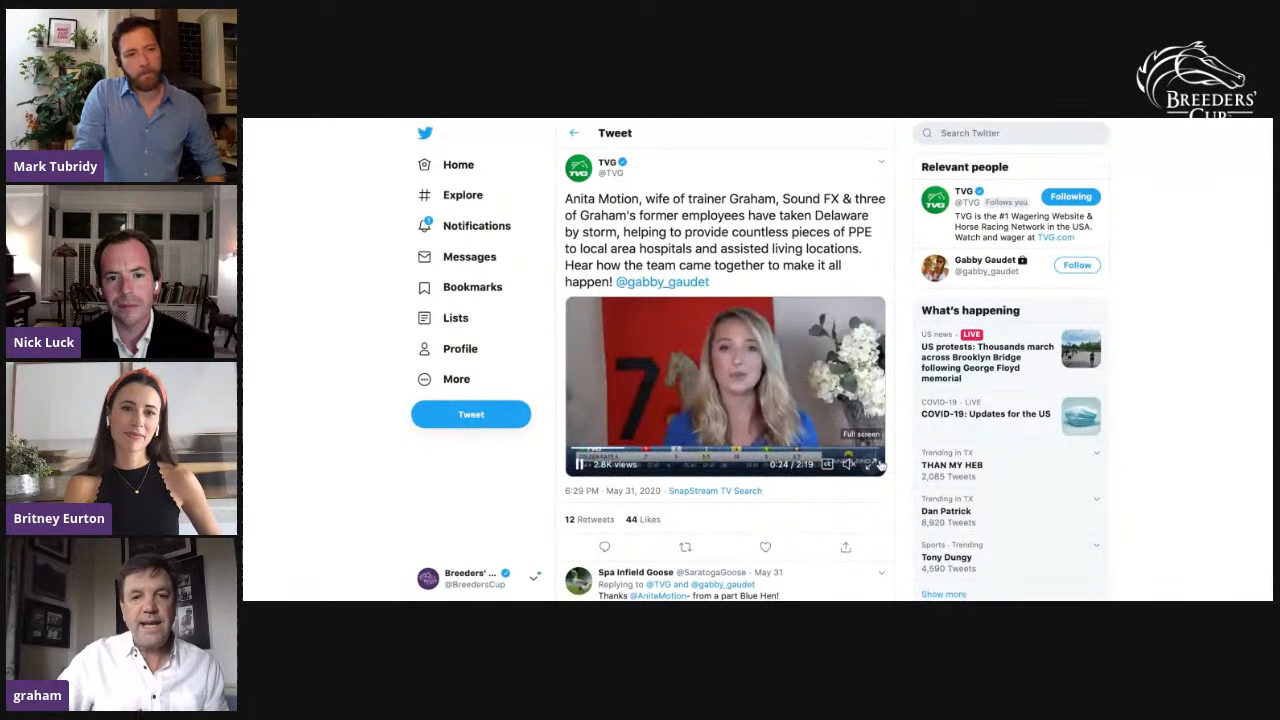 Mark Tubridy
Nick Luck
Britney Eurton
graham
BREEDERS'
CUP
Home
Explore
1
Notifications
Messages
Bookmarks
Lists
Profile
More
Tweet
Breeders' ...
@BreedersCup
Tweet
TVG
TVG
@TVG
Anita Motion, wife of trainer Graham, Sound FX & three
of Graham's former employees have taken Delaware
by storm, helping to provide countless pieces of PPE
to local area hospitals and assisted living locations.
Hear how the team came together to make it all
happen! @gabby_gaudet
7
Full screen
2.8K views
0:24 / 2:19
6:29 PM · May 31, 2020 · SnapStream TV Search
12 Retweets 44 Likes
Spa Infield Goose @SaratogaGoose · May 31
Replying to @TVG and @gabby_gaudet
Thanks @AnitaMotion- from a part Blue Hen!
Search Twitter
Relevant people
TVG
TVG
@TVG Follows you
Following
TVG is the #1 Wagering Website &
Horse Racing Network in the USA.
Watch and wager at TVG.com
Gabby Gaudet
@gabby_gaudet
Follow
What's happening
US news · LIVE
US protests: Thousands march
across Brooklyn Bridge
following George Floyd
memorial
COVID-19 · LIVE
COVID-19: Updates for the US
Trending in TX
THAN MY HEB
2,085 Tweets
Trending in TX
Dan Patrick
8,920 Tweets
Sports · Trending
Tony Dungy
4,590 Tweets
Show more